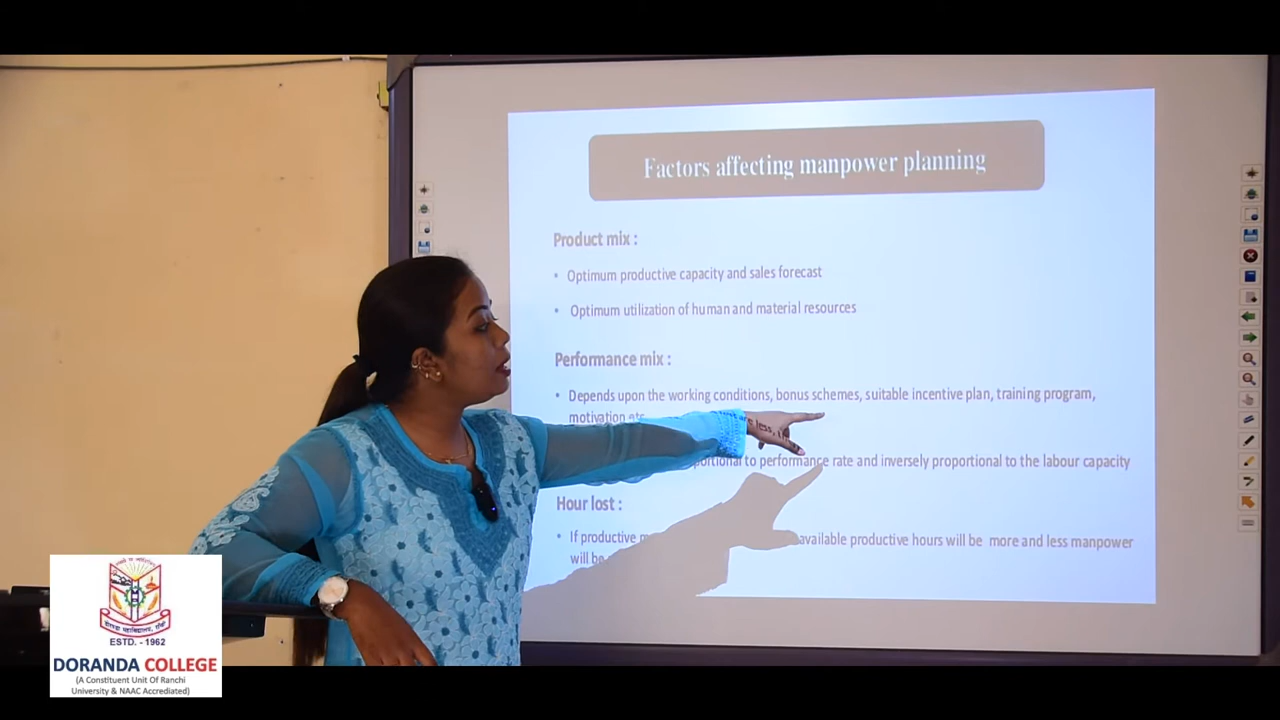 Factors affecting manpower planning
Product mix :
• Optimum productive capacity and sales forecast
• Optimum utilization of human and material resources
Performance mix :
• Depends upon the working conditions, bonus schemes, suitable incentive plan, training program,
motivation etc
to performance rate and inversely proportional to the labour capacity
Hour lost :
• If productive
available productive hours will be more and less manpower
will be
ESTD. - 1962
DORANDA COLLEGE
(A Constituent Unit Of Ranchi
University & NAAC Accredited)